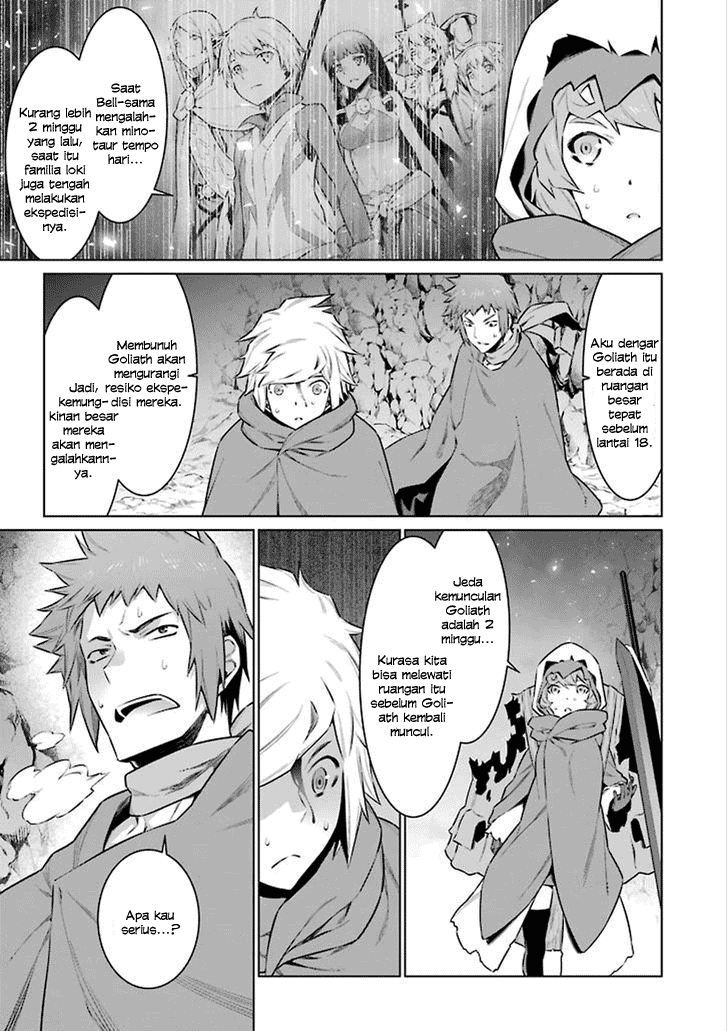 Saat
Bell-sama
mengalah-
kan mino-
taur tempo
hari...
Kurang lebih
2 minggu
yang lalu,
saat itu
familia loki
juga tengah
melakukan
ekspedisi-
nya.
Aku dengar
Goliath itu
berada di
ruangan
besar
tepat
sebelum
lantai 18.
Membunuh
Goliath akan
mengurangi
resiko ekspe-
disi mereka.
Jadi,
kemung-
kinan besar
mereka
akan men-
galahkann-
ya.
Jeda
kemunculan
Goliath
adalah 2
minggu...
Kurasa kita
bisa melewati
ruangan itu
sebelum Goli-
ath kembali
muncul.
Apa kau
serius...?